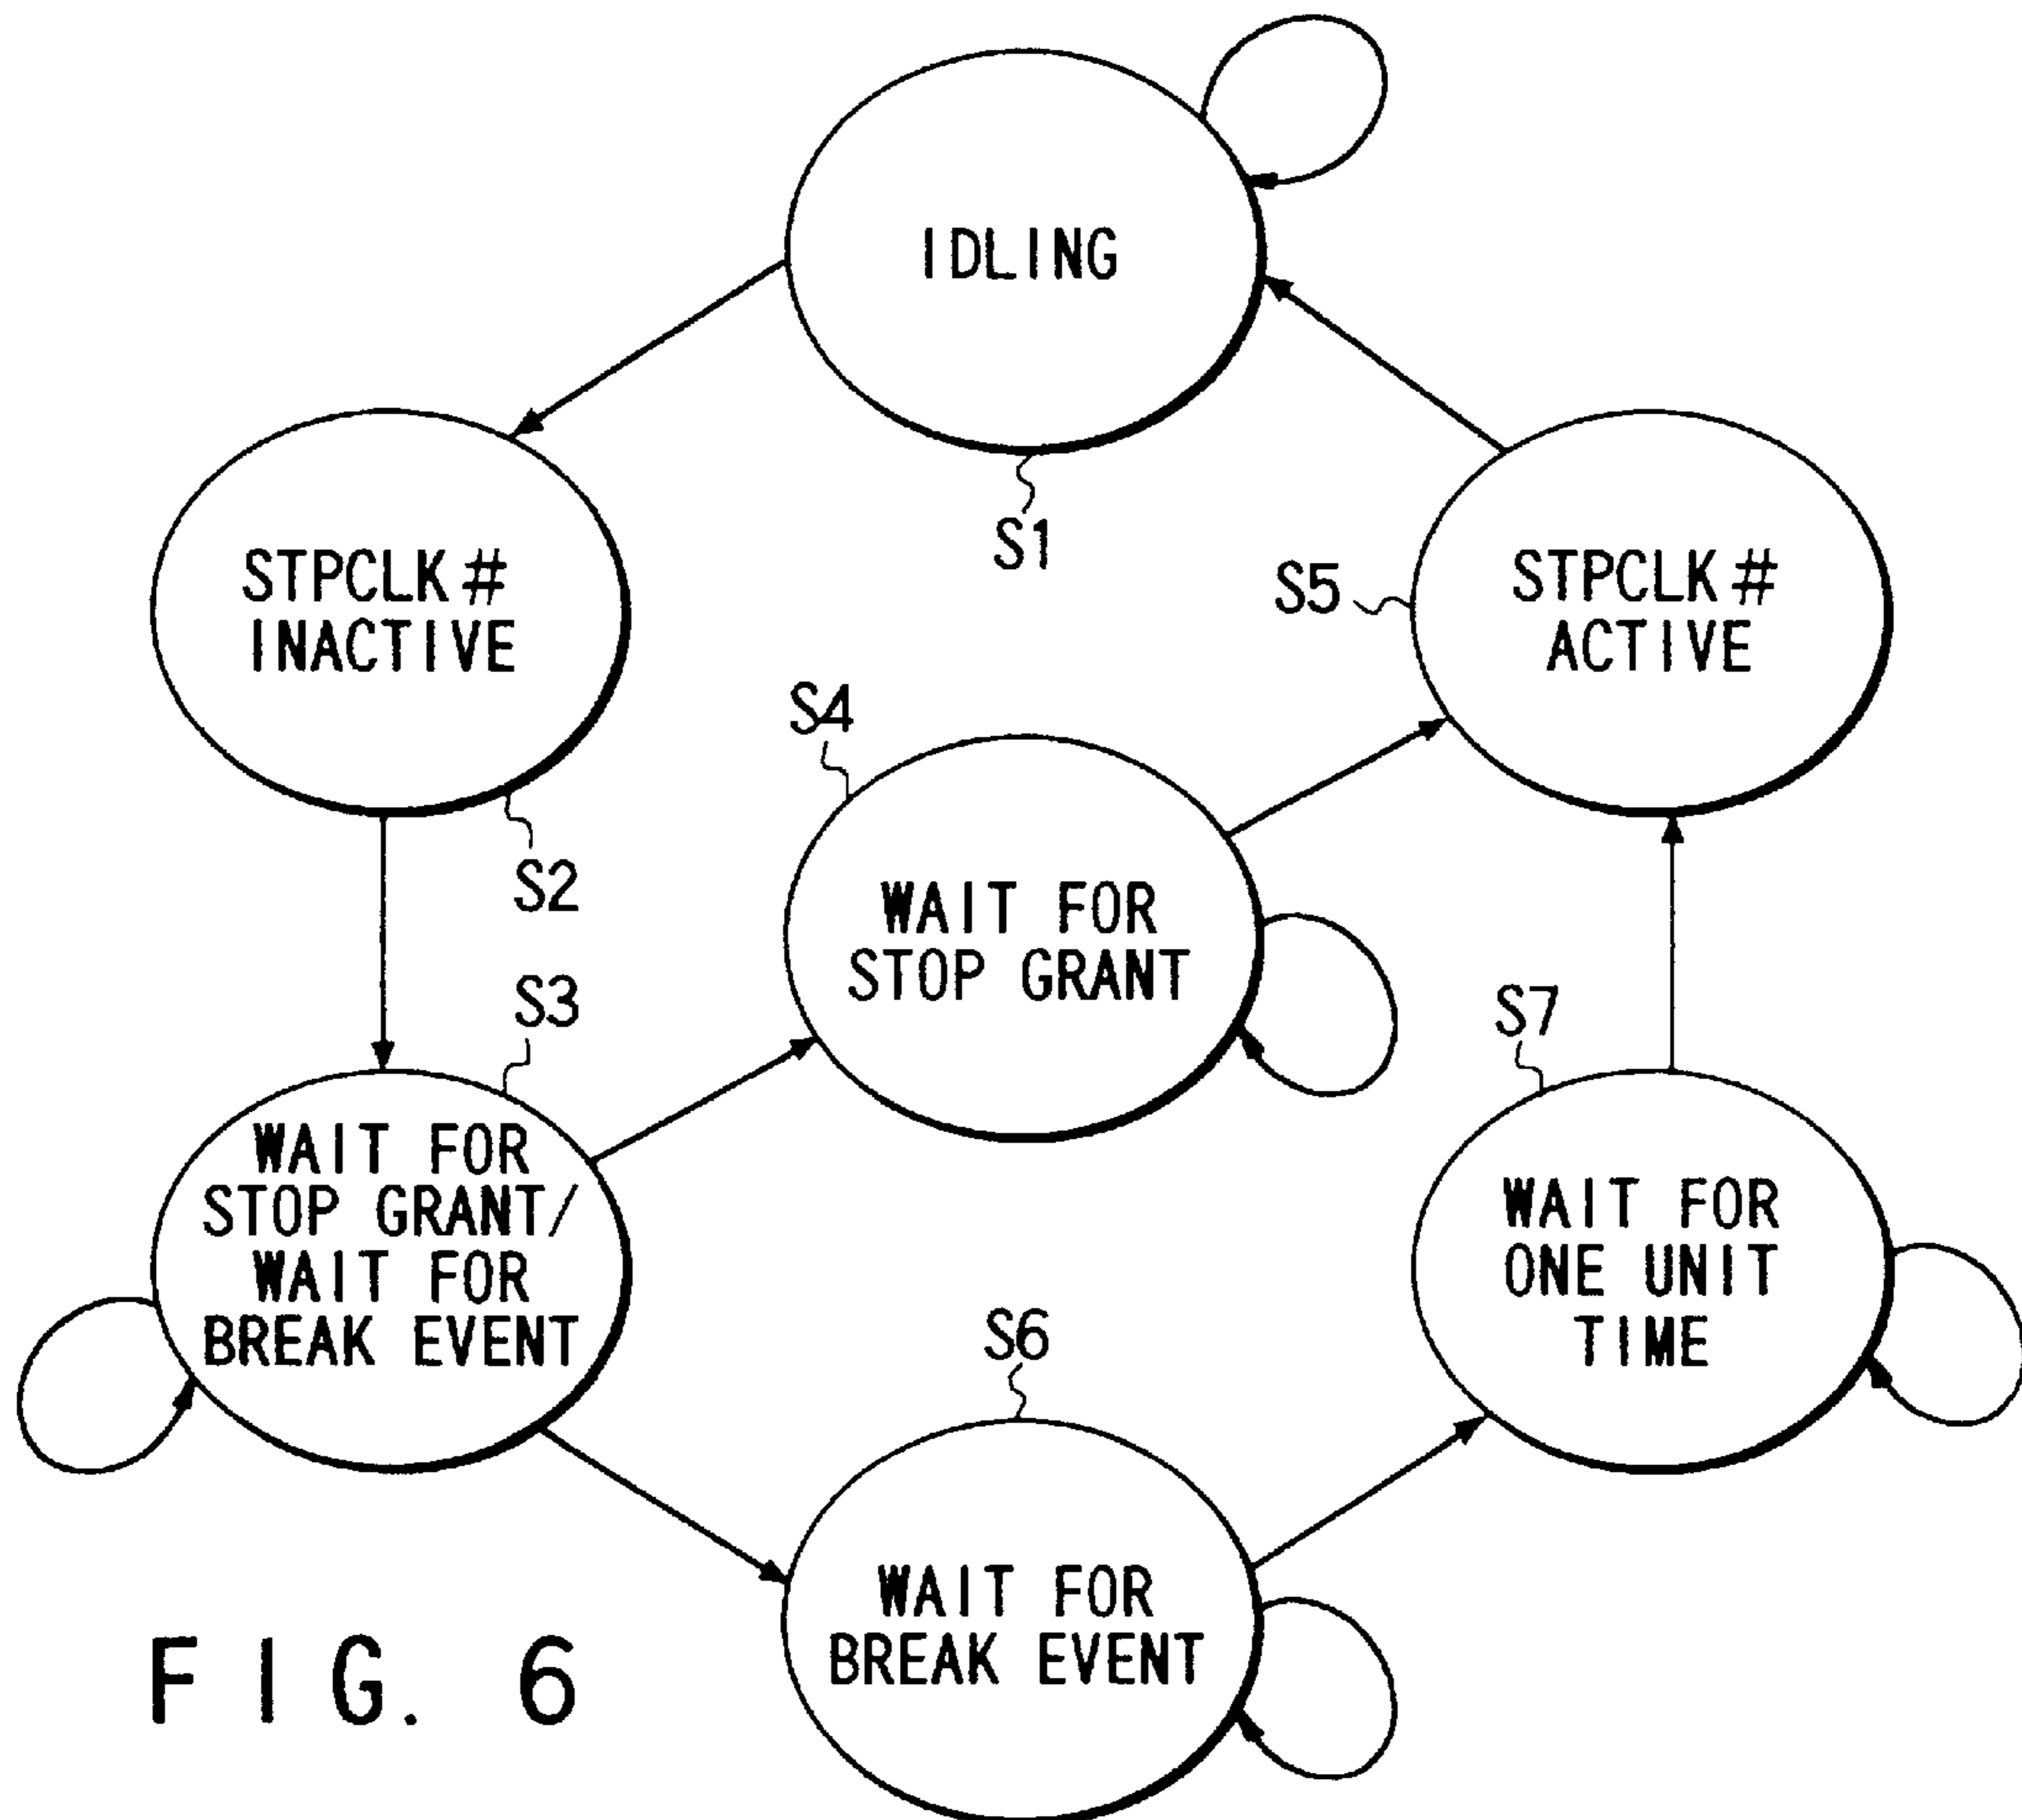 IDLING
S1
STPCLK#
INACTIVE
S2
S5
STPCLK#
ACTIVE
S4
WAIT FOR
STOP GRANT
S3
WAIT FOR
STOP GRANT/
WAIT FOR
BREAK EVENT
S7
WAIT FOR
ONE UNIT
TIME
S6
WAIT FOR
BREAK EVENT
FIG. 6